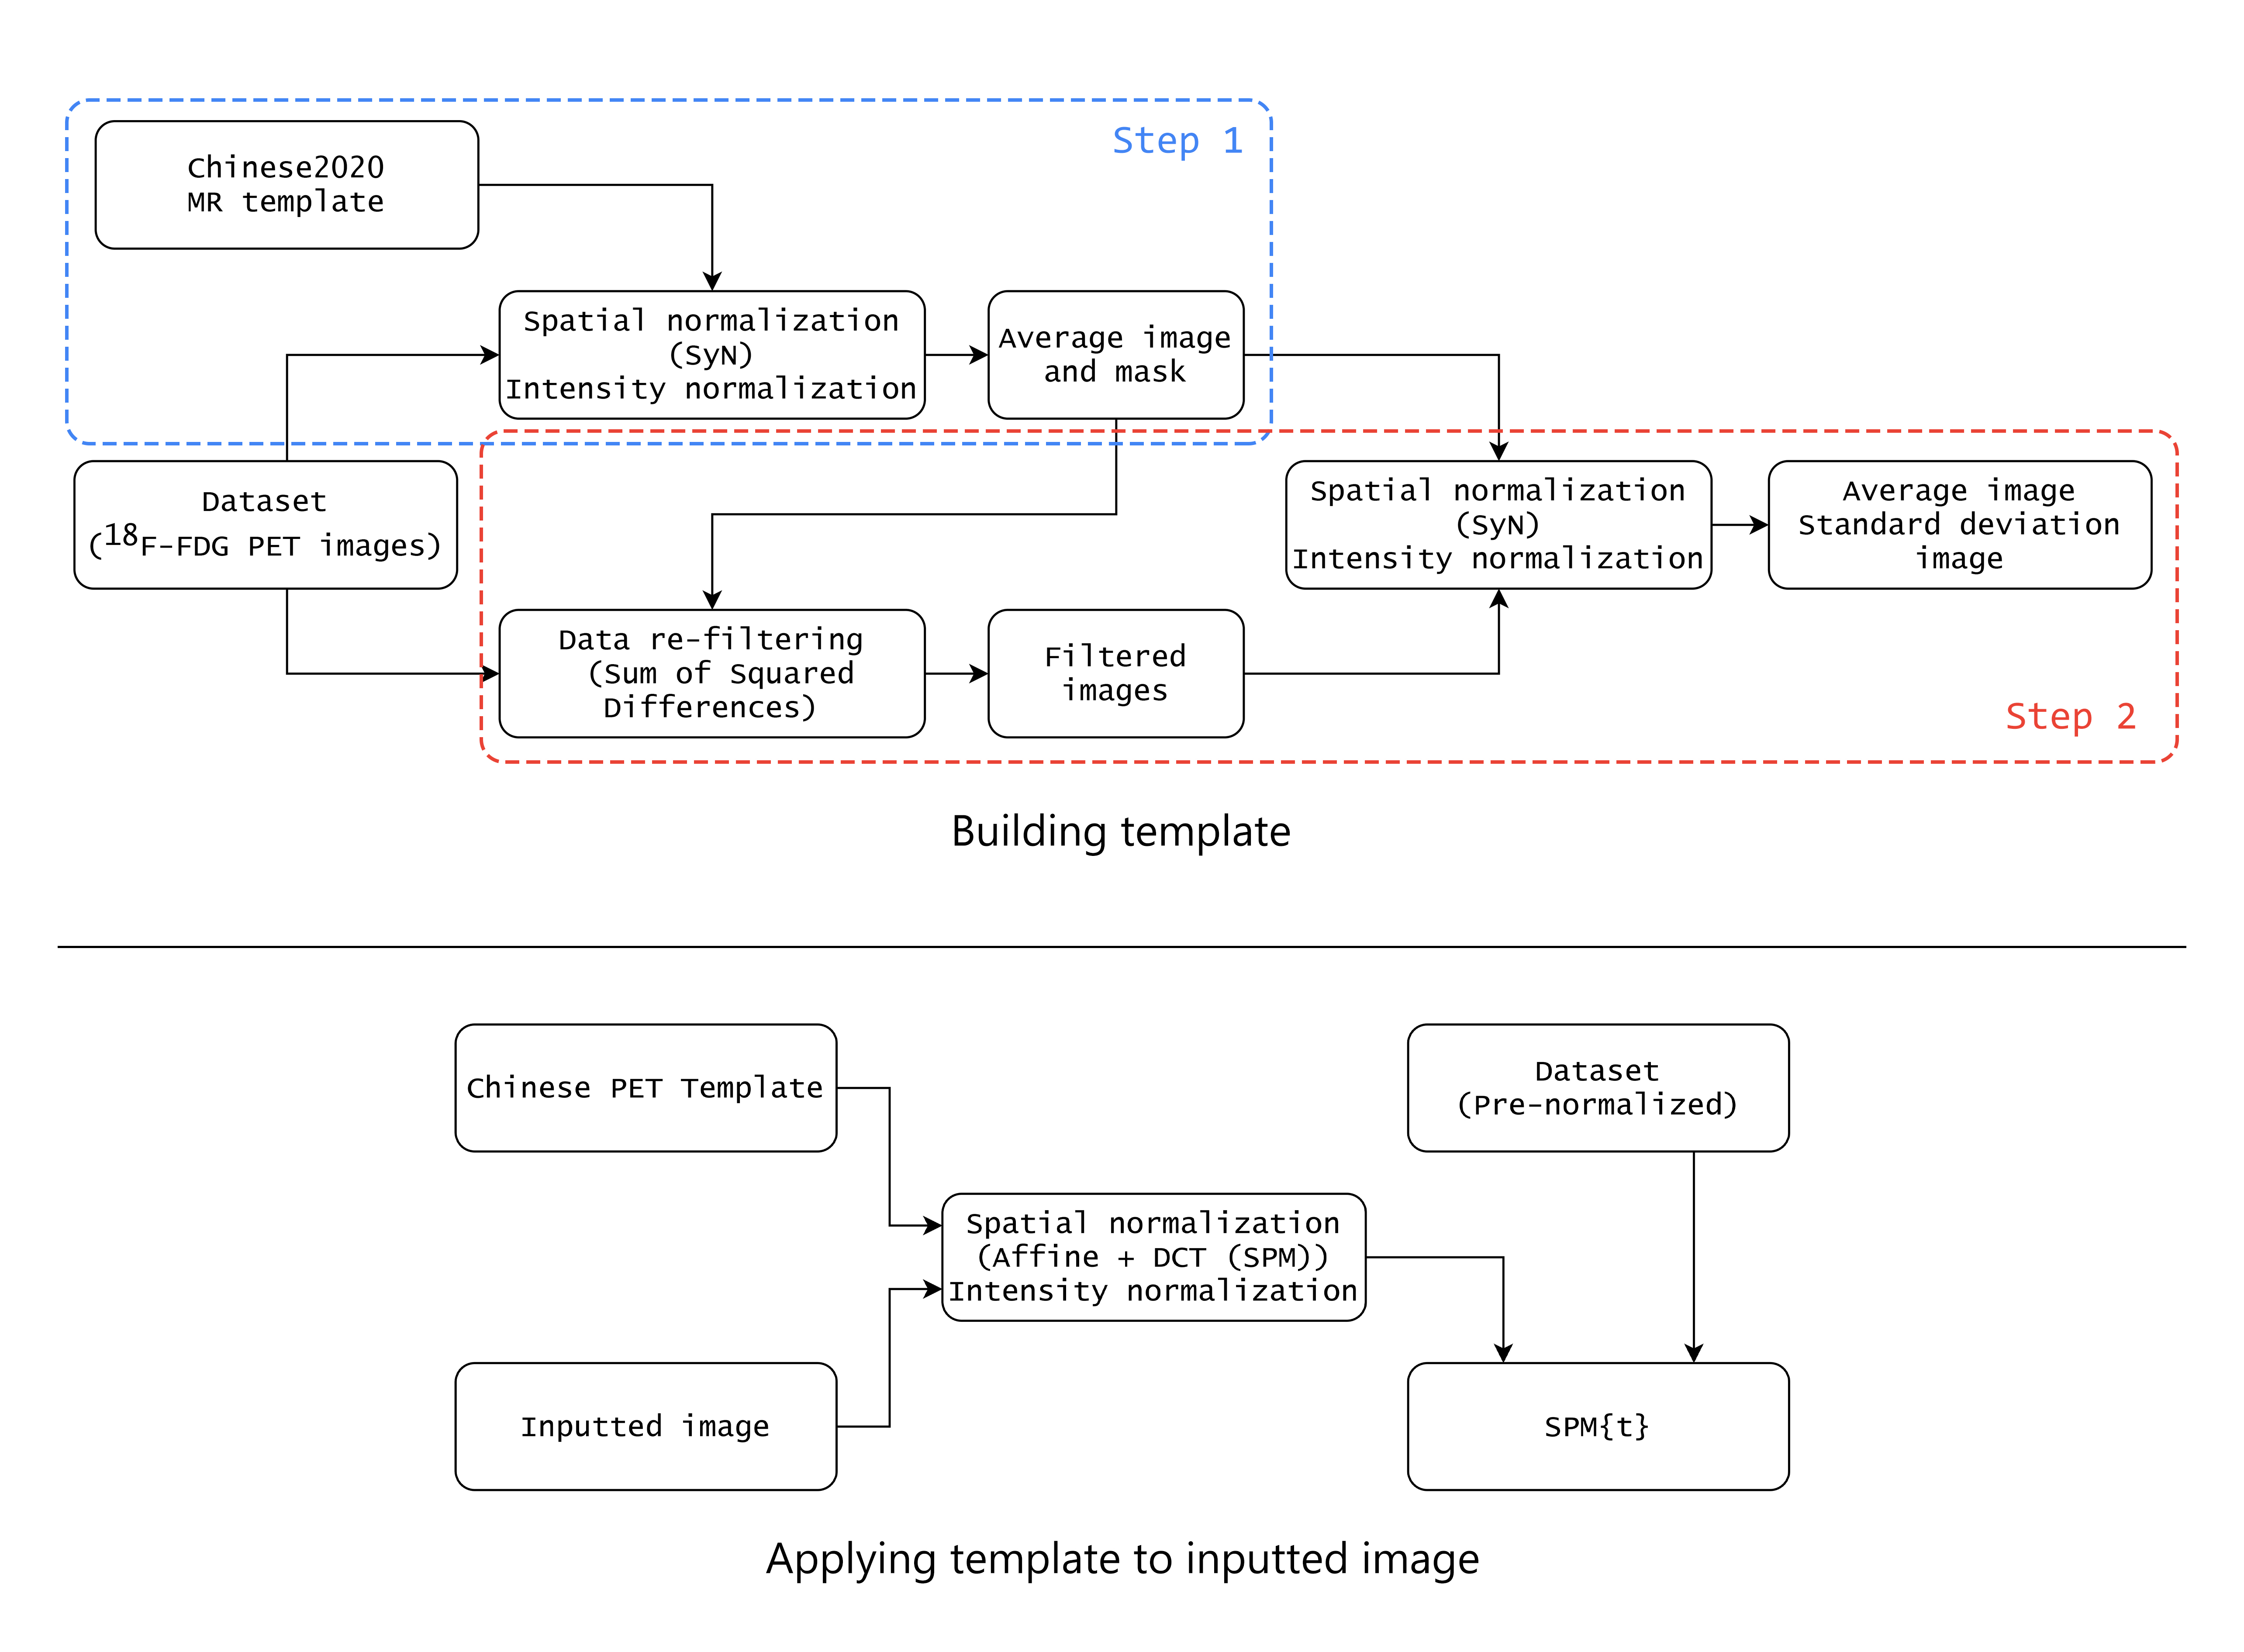 Step 1
Chinese2020
MR template
Spatial normalization
(SyN)
Intensity normalization
Average image
and mask
Dataset
(18F-FDG PET images)
Spatial normalization
(SyN)
Intensity normalization
Average image
Standard deviation
image
Data re-filtering
(Sum of Squared
Differences)
Filtered
images
Step 2
Building template
Chinese PET Template
Dataset
(Pre-normalized)
Spatial normalization
(Affine + DCT (SPM))
Intensity normalization
Inputted image
SPM{t}
Applying template to inputted image